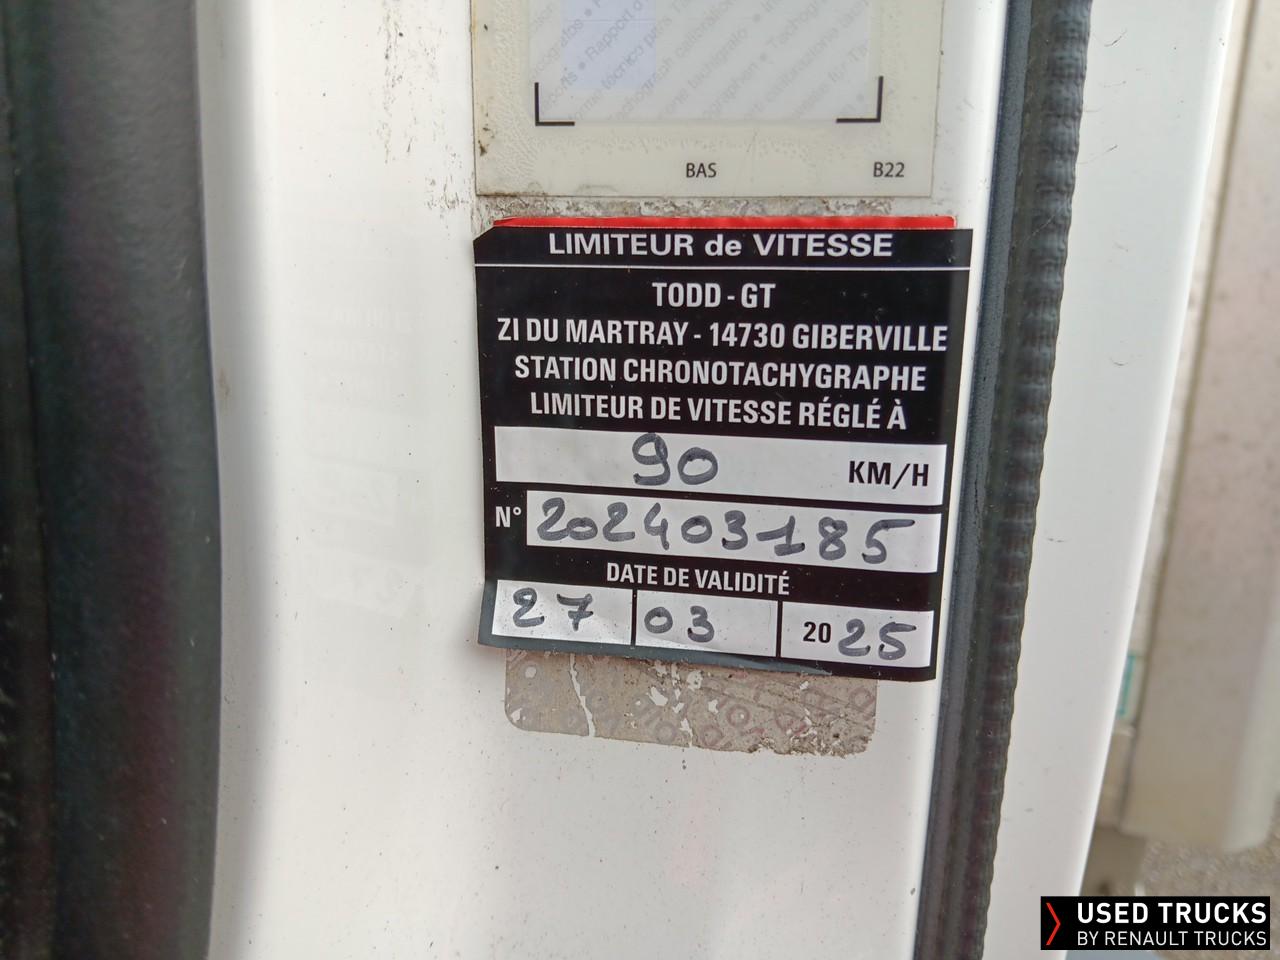 BAS B22
LIMITEUR de VITESSE
TODD - GT
ZI DU MARTRAY - 14730 GIBERVILLE
STATION CHRONOTACHYGRAPHE
LIMITEUR DE VITESSE RÉGLÉ À
90 KM/H
N° 202403185
DATE DE VALIDITÉ
27 03 2025
USED TRUCKS
BY RENAULT TRUCKS